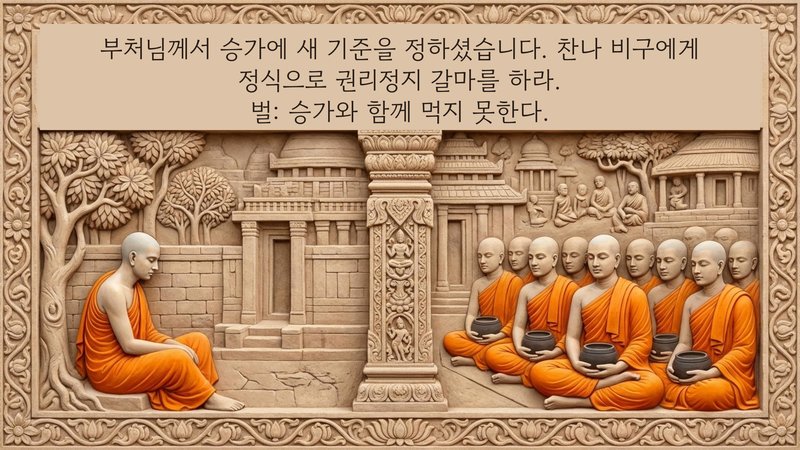 부처님께서 승가에 새 기준을 정하셨습니다. 찬나 비구에게
정식으로 권리정지 갈마를 하라.
벌: 승가와 함께 먹지 못한다.